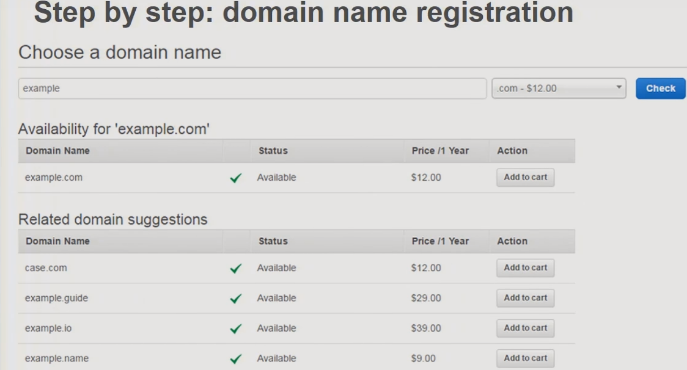 Step by step: domain name registration
Choose a domain name
example .com - $12.00 Check
Availability for 'example.com'
Domain Name Status Price /1 Year Action
example.com Available $12.00 Add to cart
Related domain suggestions
Domain Name Status Price /1 Year Action
case.com Available $12.00 Add to cart
example.guide Available $29.00 Add to cart
example.io Available $39.00 Add to cart
example.name Available $9.00 Add to cart